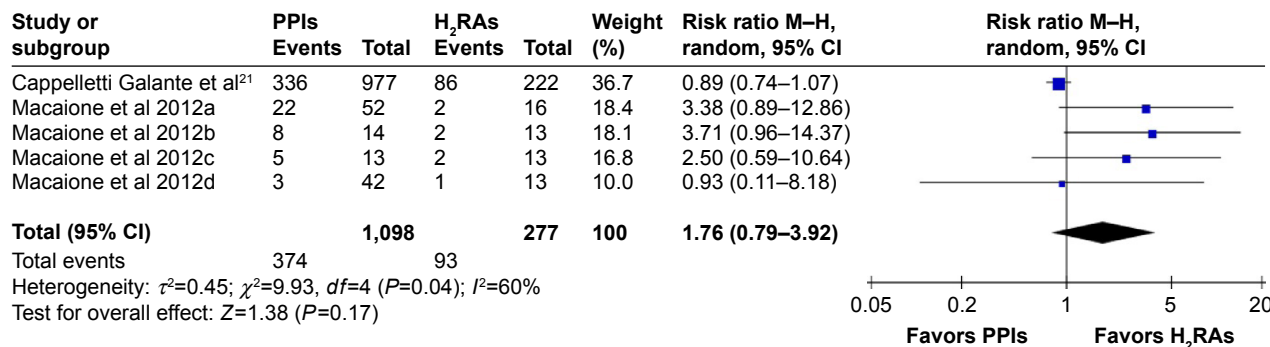 Study or PPIs H₂RAs Weight Risk ratio M–H, Risk ratio M–H,
subgroup Events Total Events Total (%) random, 95% CI random, 95% CI
Cappelletti Galante et al²¹ 336 977 86 222 36.7 0.89 (0.74–1.07)
Macaione et al 2012a 22 52 2 16 18.4 3.38 (0.89–12.86)
Macaione et al 2012b 8 14 2 13 18.1 3.71 (0.96–14.37)
Macaione et al 2012c 5 13 2 13 16.8 2.50 (0.59–10.64)
Macaione et al 2012d 3 42 1 13 10.0 0.93 (0.11–8.18)
Total (95% CI) 1,098 277 100 1.76 (0.79–3.92)
Total events 374 93
Heterogeneity: τ²=0.45; χ²=9.93, df=4 (P=0.04); I²=60%
Test for overall effect: Z=1.38 (P=0.17)
0.05 0.2 1 5 20
Favors PPIs Favors H₂RAs